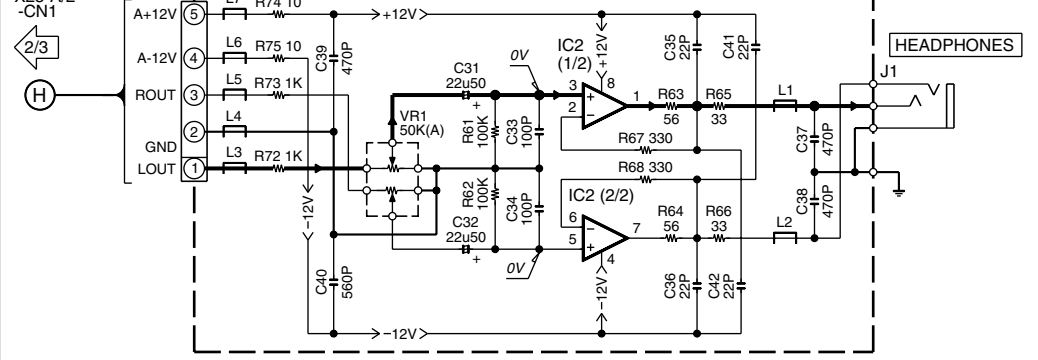 -CN1
2/3
H
A+12V
5
L7
R74 10
+12V
A-12V
4
L6
R75 10
C39
470P
ROUT
3
L5
R73 1K
2
L4
GND
LOUT
1
L3
R72 1K
-12V
C40
560P
VR1
50K(A)
C31
22u50
+
0V
R61
100K
C33
100P
R62
100K
C34
100P
C32
22u50
+
0V
-12V
IC2
(1/2)
+12V
8
3
+
2
-
1
R63
56
R65
33
C35
22P
C41
22P
R67 330
R68 330
IC2 (2/2)
6
-
5
+
7
4
-12V
R64
56
R66
33
C36
22P
C42
22P
L1
L2
C37
470P
C38
470P
J1
HEADPHONES